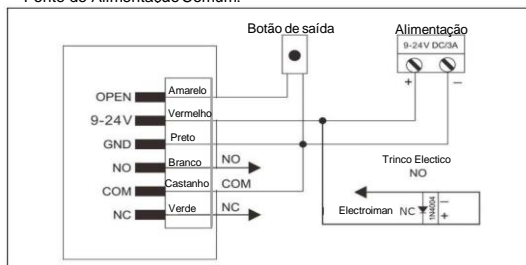 Fonte de Alimentação Comum:
Botão de saída
Alimentação
9-24V DC/3A
+ −
OPEN Amarelo
9-24V Vermelho
GND Preto
NO Branco NO
COM Castanho COM
NC Verde NC
Trinco Electico
NO
Electroiman NC 1N4004 − +